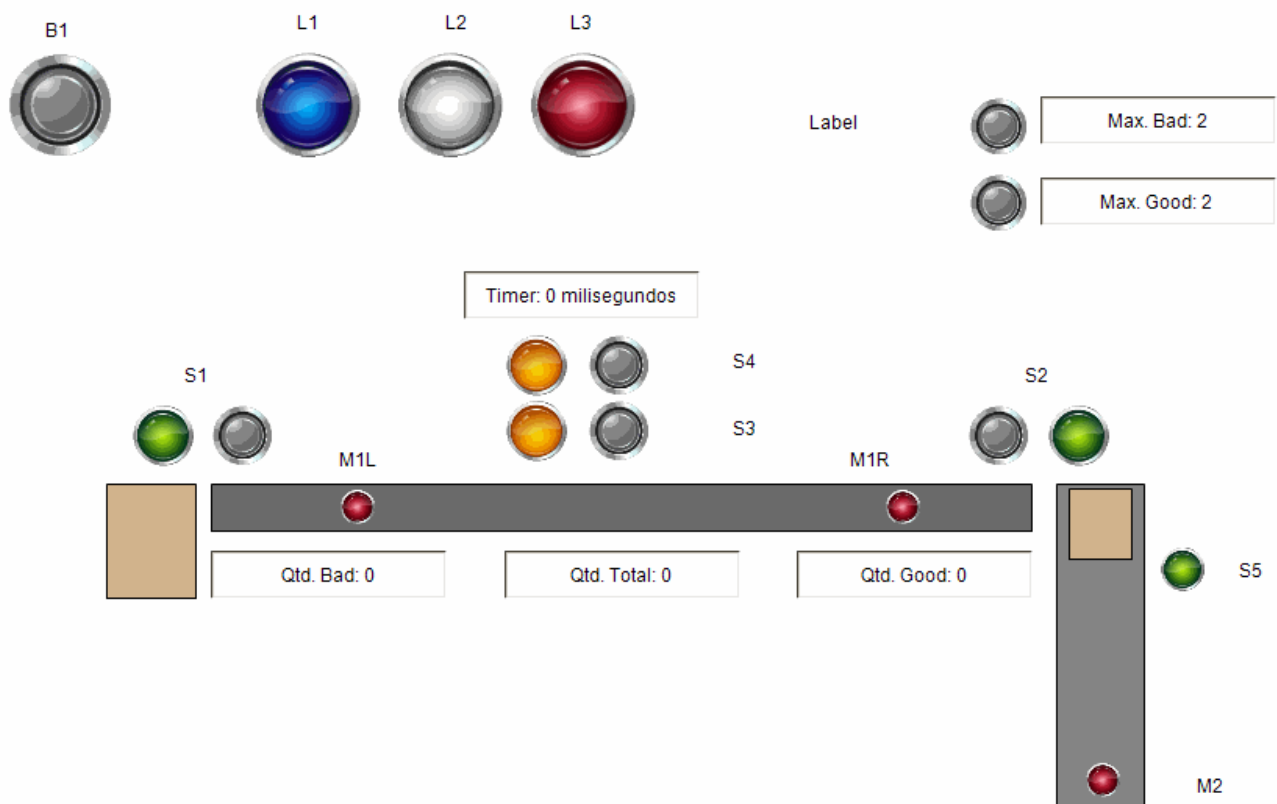 B1
L1
L2
L3
Label
Max. Bad: 2
Max. Good: 2
Timer: 0 milisegundos
S4
S1
S2
S3
M1L
M1R
Qtd. Bad: 0
Qtd. Total: 0
Qtd. Good: 0
S5
M2